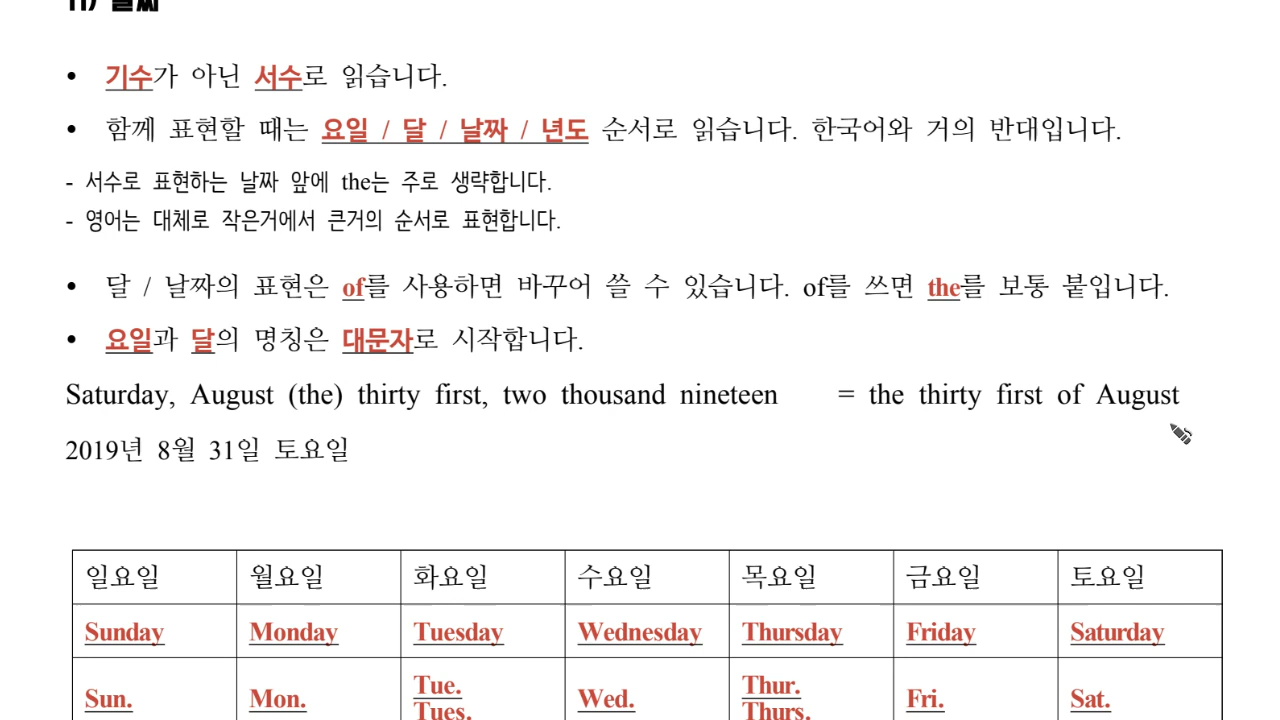 11) 날짜
• 기수가 아닌 서수로 읽습니다.
• 함께 표현할 때는 요일 / 달 / 날짜 / 년도 순서로 읽습니다. 한국어와 거의 반대입니다.
- 서수로 표현하는 날짜 앞에 the는 주로 생략합니다.
- 영어는 대체로 작은거에서 큰거의 순서로 표현합니다.
• 달 / 날짜의 표현은 of를 사용하면 바꾸어 쓸 수 있습니다. of를 쓰면 the를 보통 붙입니다.
• 요일과 달의 명칭은 대문자로 시작합니다.
Saturday, August (the) thirty first, two thousand nineteen = the thirty first of August
2019년 8월 31일 토요일
일요일 월요일 화요일 수요일 목요일 금요일 토요일
Sunday Monday Tuesday Wednesday Thursday Friday Saturday
Sun. Mon. Tue. Wed. Thur. Fri. Sat.
Tues. Thurs.